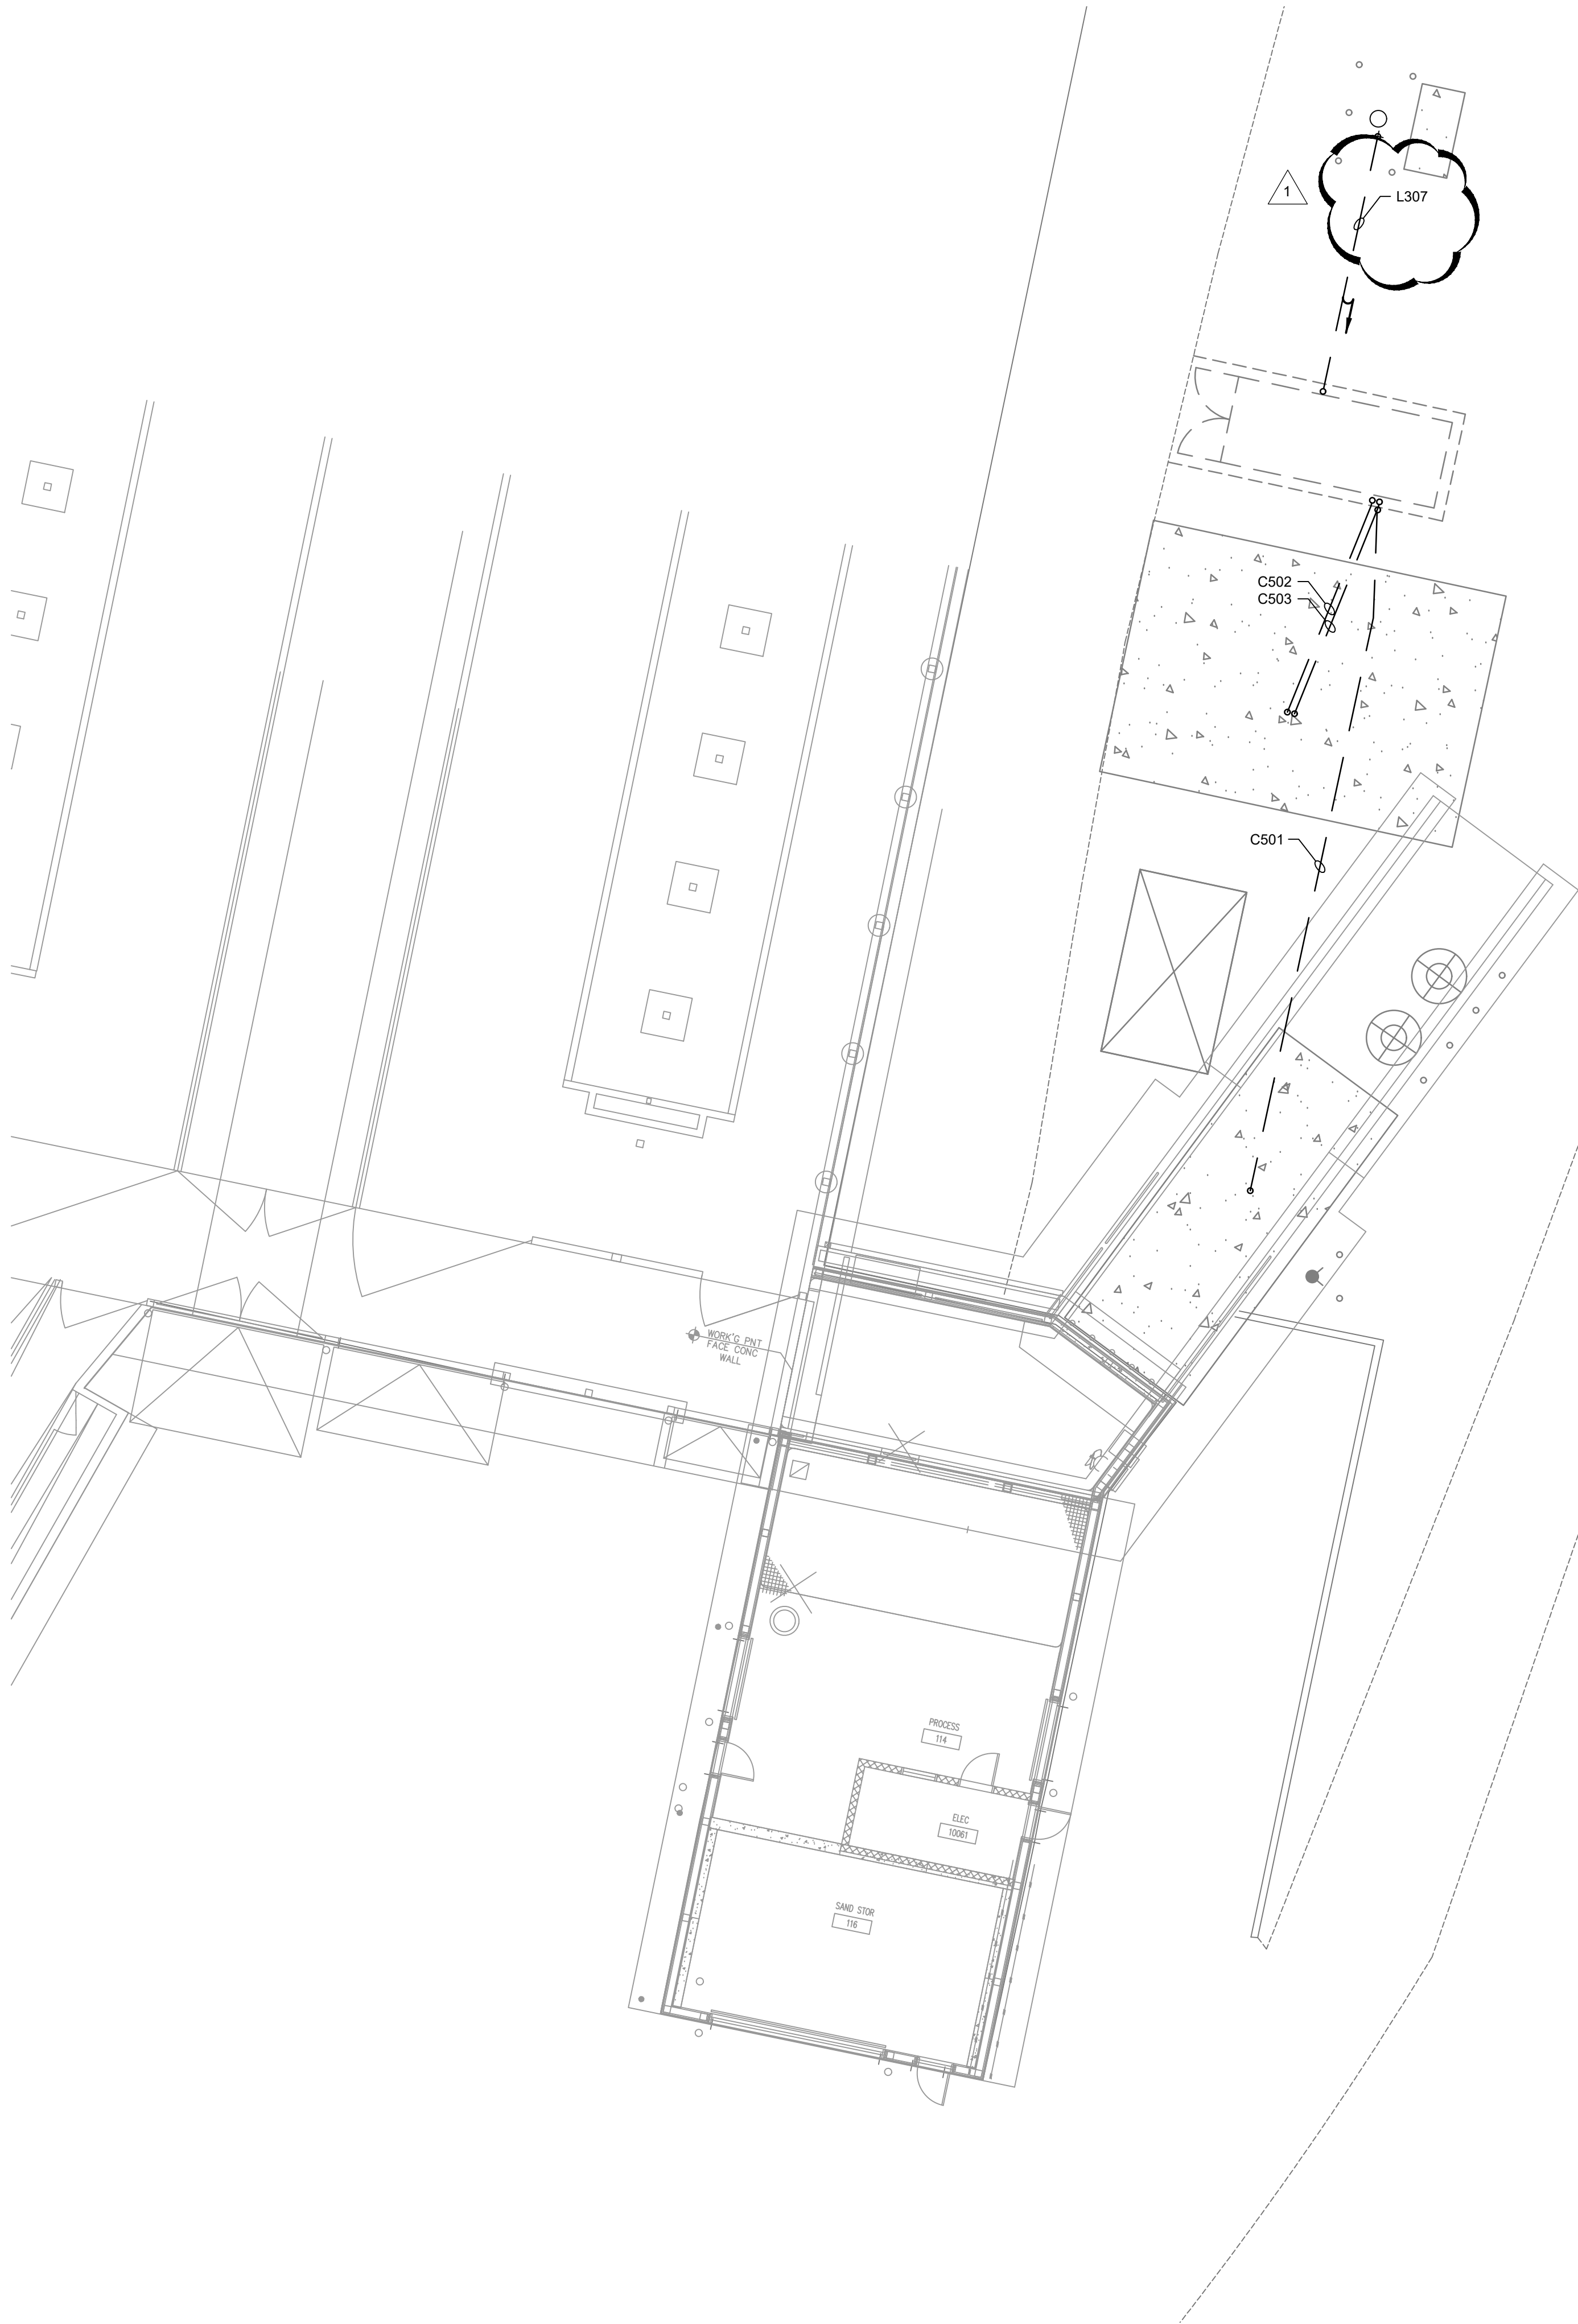 1
L307
C502
C503
C501
WORK'G PNT
FACE CONC
WALL
PROCESS
114
ELEC
10061
SAND STOR
116